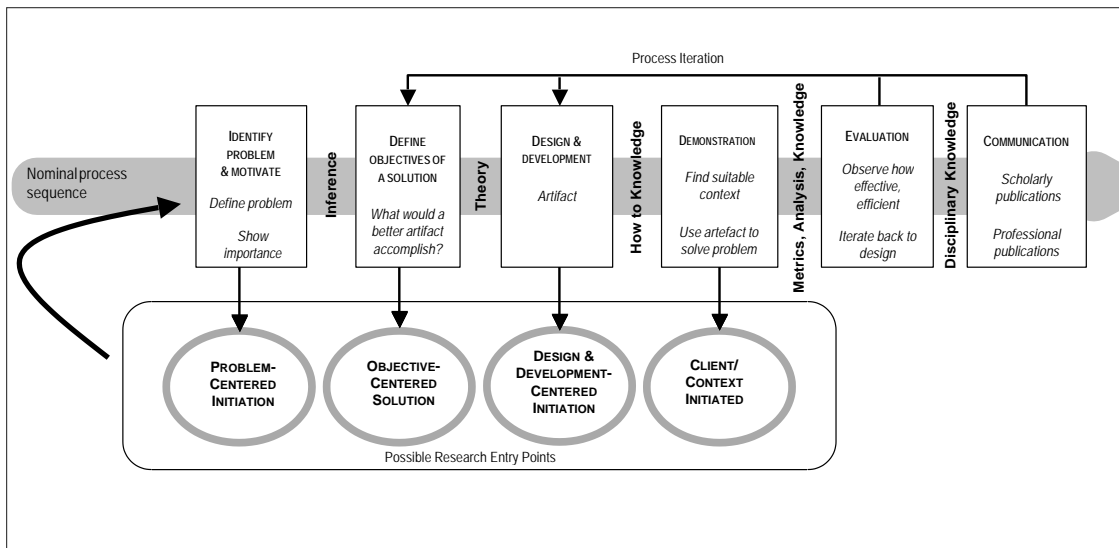 Process Iteration
Nominal process
sequence
IDENTIFY
PROBLEM
& MOTIVATE
Define problem
Show
importance
Inference
DEFINE
OBJECTIVES OF
A SOLUTION
What would a
better artifact
accomplish?
Theory
DESIGN &
DEVELOPMENT
Artifact
How to Knowledge
DEMONSTRATION
Find suitable
context
Use artefact to
solve problem
Metrics, Analysis, Knowledge
EVALUATION
Observe how
effective,
efficient
Iterate back to
design
Disciplinary Knowledge
COMMUNICATION
Scholarly
publications
Professional
publications
PROBLEM-
CENTERED
INITIATION
OBJECTIVE-
CENTERED
SOLUTION
DESIGN &
DEVELOPMENT-
CENTERED
INITIATION
CLIENT/
CONTEXT
INITIATED
Possible Research Entry Points